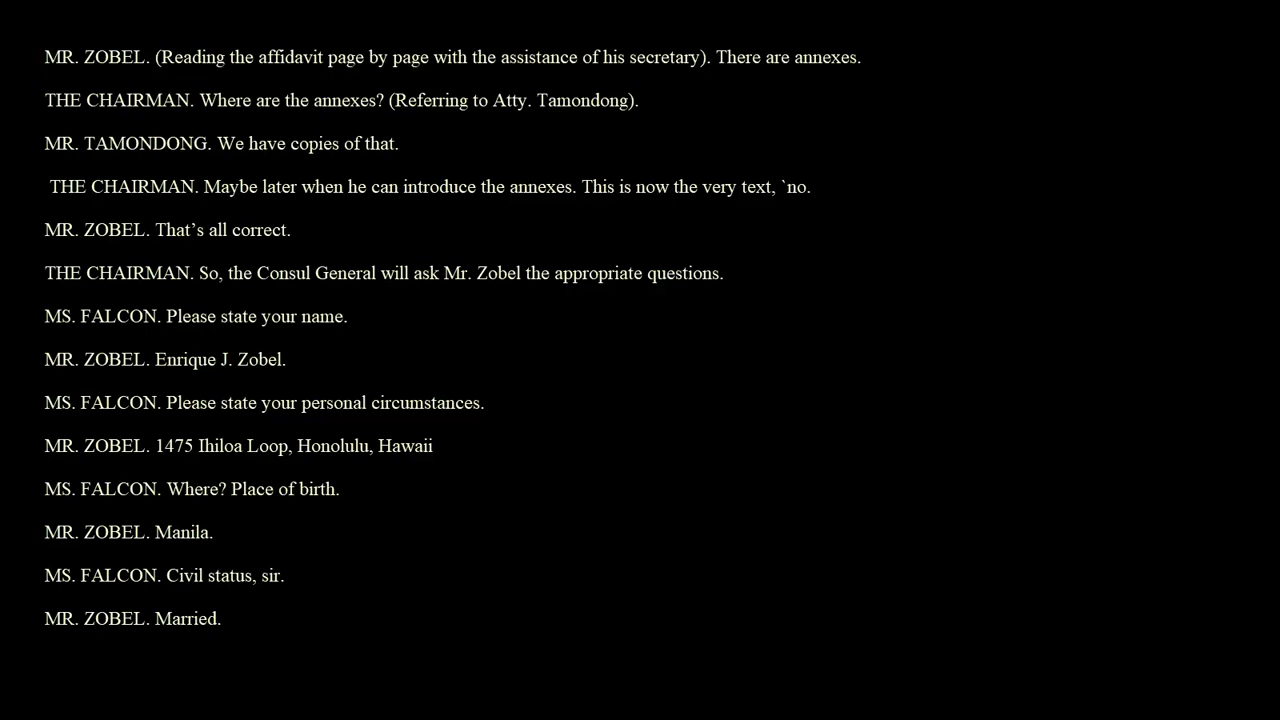 MR. ZOBEL. (Reading the affidavit page by page with the assistance of his secretary). There are annexes.
THE CHAIRMAN. Where are the annexes? (Referring to Atty. Tamondong).
MR. TAMONDONG. We have copies of that.
THE CHAIRMAN. Maybe later when he can introduce the annexes. This is now the very text, `no.
MR. ZOBEL. That’s all correct.
THE CHAIRMAN. So, the Consul General will ask Mr. Zobel the appropriate questions.
MS. FALCON. Please state your name.
MR. ZOBEL. Enrique J. Zobel.
MS. FALCON. Please state your personal circumstances.
MR. ZOBEL. 1475 Ihiloa Loop, Honolulu, Hawaii
MS. FALCON. Where? Place of birth.
MR. ZOBEL. Manila.
MS. FALCON. Civil status, sir.
MR. ZOBEL. Married.